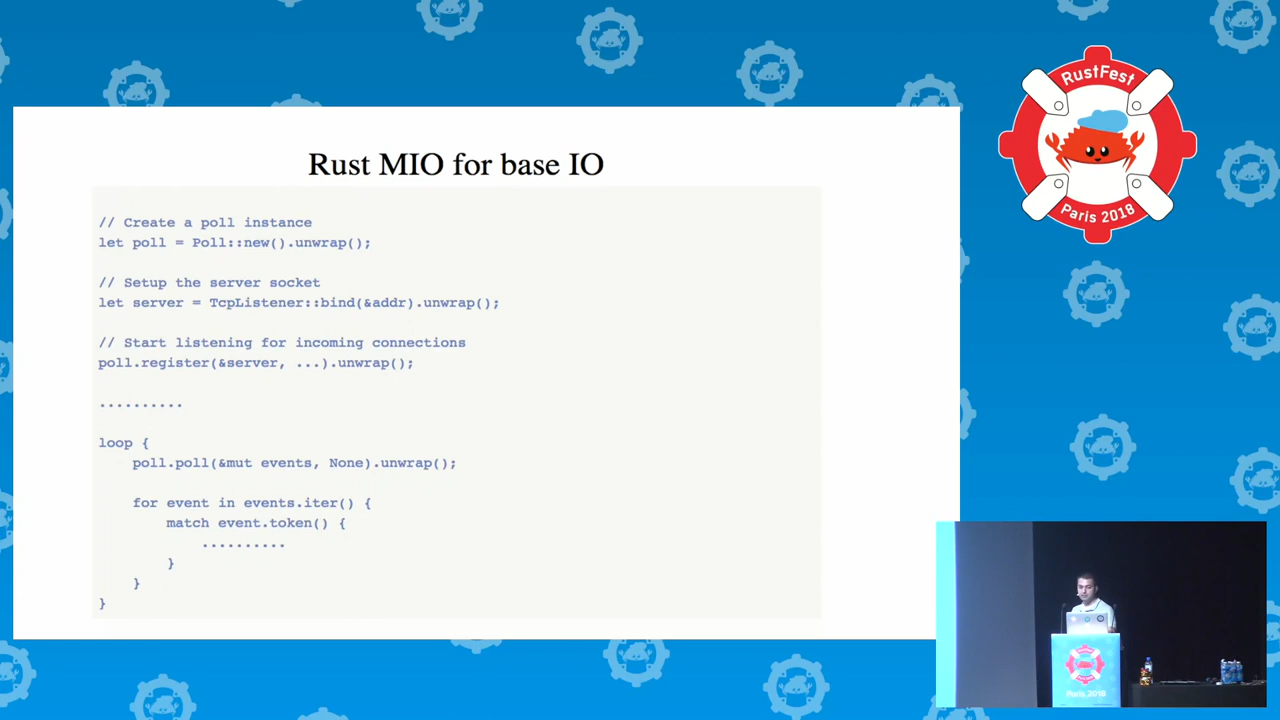 Rust MIO for base IO
// Create a poll instance
let poll = Poll::new().unwrap();
// Setup the server socket
let server = TcpListener::bind(&addr).unwrap();
// Start listening for incoming connections
poll.register(&server, ...).unwrap();
..........
loop {
    poll.poll(&mut events, None).unwrap();
    for event in events.iter() {
        match event.token() {
            ..........
        }
    }
}
RustFest
Paris 2018
Paris 2018